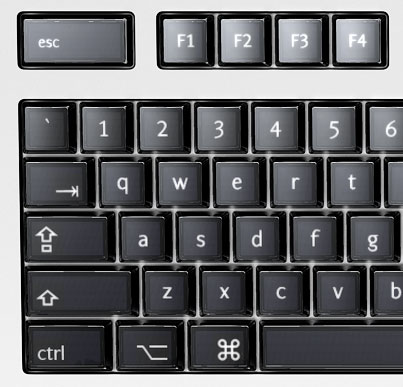 esc F1 F2 F3 F4
` 1 2 3 4 5 6
⇥ q w e r t
⇪ a s d f g
⇧ z x c v b
ctrl ⌥ ⌘